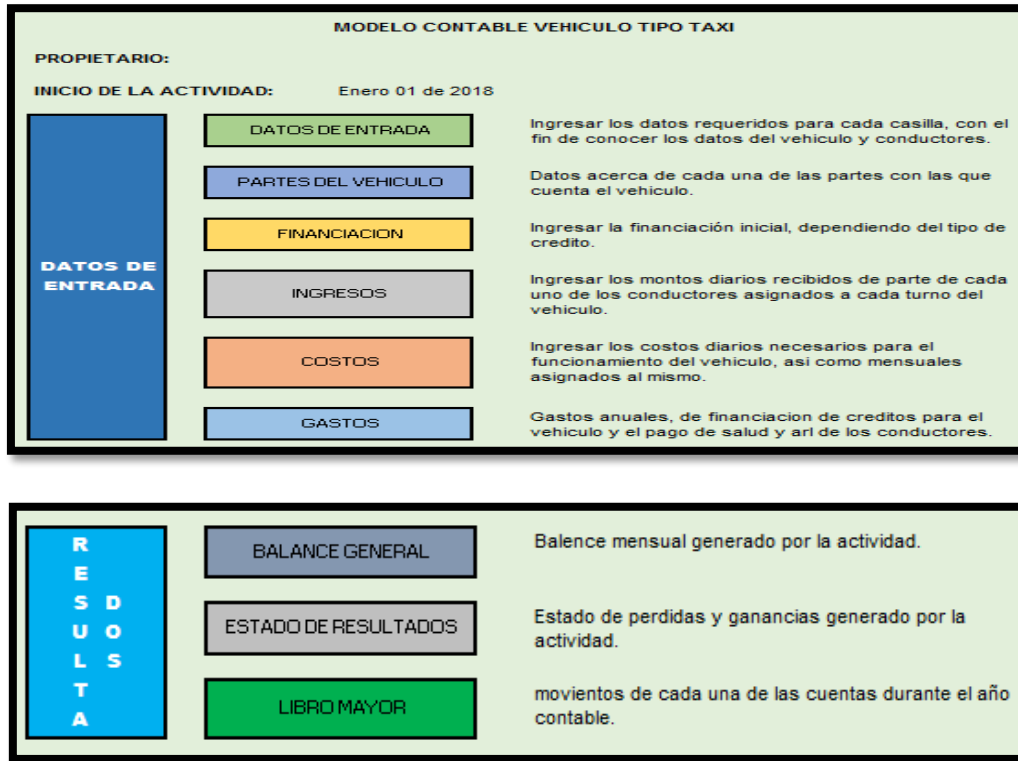 MODELO CONTABLE VEHICULO TIPO TAXI
PROPIETARIO:
INICIO DE LA ACTIVIDAD: Enero 01 de 2018
DATOS DE
ENTRADA
DATOS DE ENTRADA
Ingresar los datos requeridos para cada casilla, con el
fin de conocer los datos del vehiculo y conductores.
PARTES DEL VEHICULO
Datos acerca de cada una de las partes con las que
cuenta el vehiculo.
FINANCIACION
Ingresar la financiación inicial, dependiendo del tipo de
credito.
INGRESOS
Ingresar los montos diarios recibidos de parte de cada
uno de los conductores asignados a cada turno del
vehiculo.
COSTOS
Ingresar los costos diarios necesarios para el
funcionamiento del vehiculo, asi como mensuales
asignados al mismo.
GASTOS
Gastos anuales, de financiacion de creditos para el
vehiculo y el pago de salud y arl de los conductores.
RESULTA
DOS
BALANCE GENERAL
Balence mensual generado por la actividad.
ESTADO DE RESULTADOS
Estado de perdidas y ganancias generado por la
actividad.
LIBRO MAYOR
movientos de cada una de las cuentas durante el año
contable.